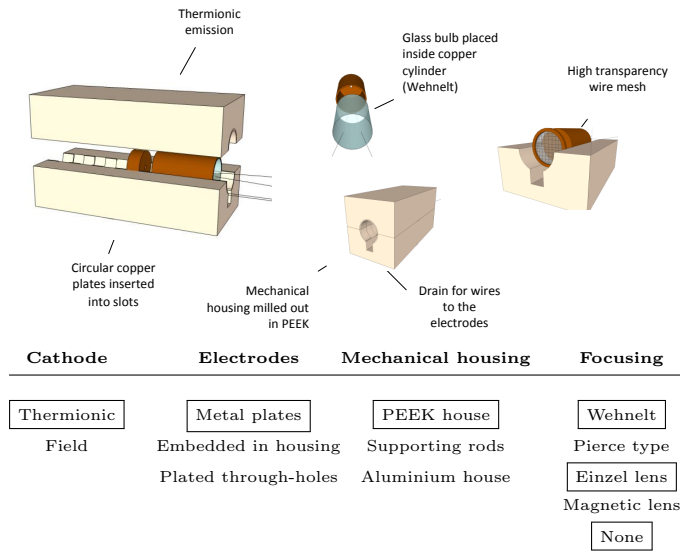 Thermionic
emission
Glass bulb placed
inside copper
cylinder
(Wehnelt)
High transparency
wire mesh
Circular copper
plates inserted
into slots
Mechanical
housing milled out
in PEEK
Drain for wires
to the
electrodes
Cathode Electrodes Mechanical housing Focusing
Thermionic Metal plates PEEK house Wehnelt
Field Embedded in housing Supporting rods Pierce type
Plated through-holes Aluminium house Einzel lens
Magnetic lens
None